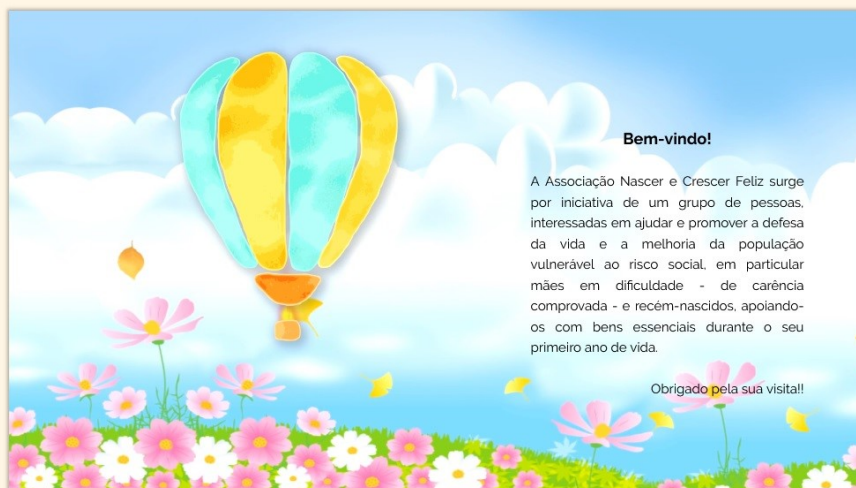 Bem-vindo!
A Associação Nascer e Crescer Feliz surge
por iniciativa de um grupo de pessoas,
interessadas em ajudar e promover a defesa
da vida e a melhoria da população
vulnerável ao risco social, em particular
mães em dificuldade - de carência
comprovada - e recém-nascidos, apoiando-
os com bens essenciais durante o seu
primeiro ano de vida.
Obrigado pela sua visita!!